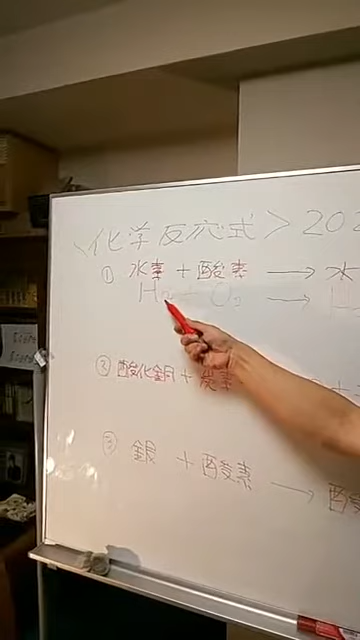 <化学反応式> 20
① 水素 + 酸素 → 水
H₂ + O₂ → H
② 酸化銅 + 炭素
③ 銀 + 酸素 → 酸